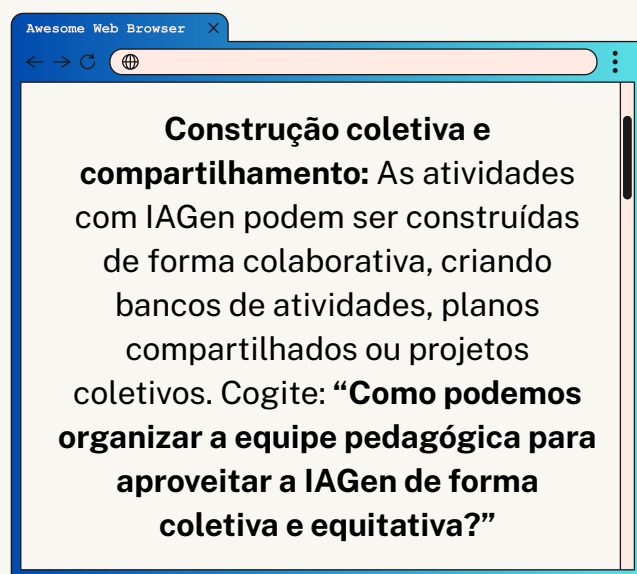 Awesome Web Browser
Construção coletiva e
compartilhamento: As atividades
com IAGen podem ser construídas
de forma colaborativa, criando
bancos de atividades, planos
compartilhados ou projetos
coletivos. Cogite: “Como podemos
organizar a equipe pedagógica para
aproveitar a IAGen de forma
coletiva e equitativa?”